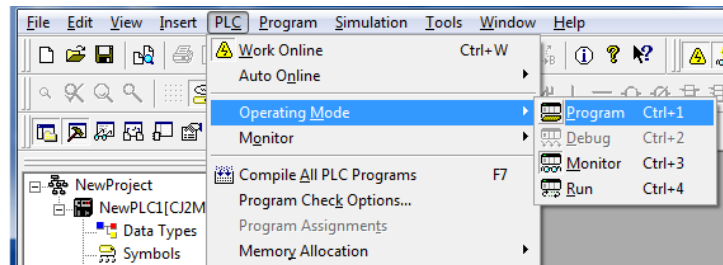 File Edit View Insert PLC Program Simulation Tools Window Help
Work Online Ctrl+W
Auto Online
Operating Mode
Program Ctrl+1
Debug Ctrl+2
Monitor
Monitor Ctrl+3
Compile All PLC Programs F7
Run Ctrl+4
Program Check Options...
Program Assignments
Memory Allocation
NewProject
NewPLC1[CJ2M
Data Types
Symbols